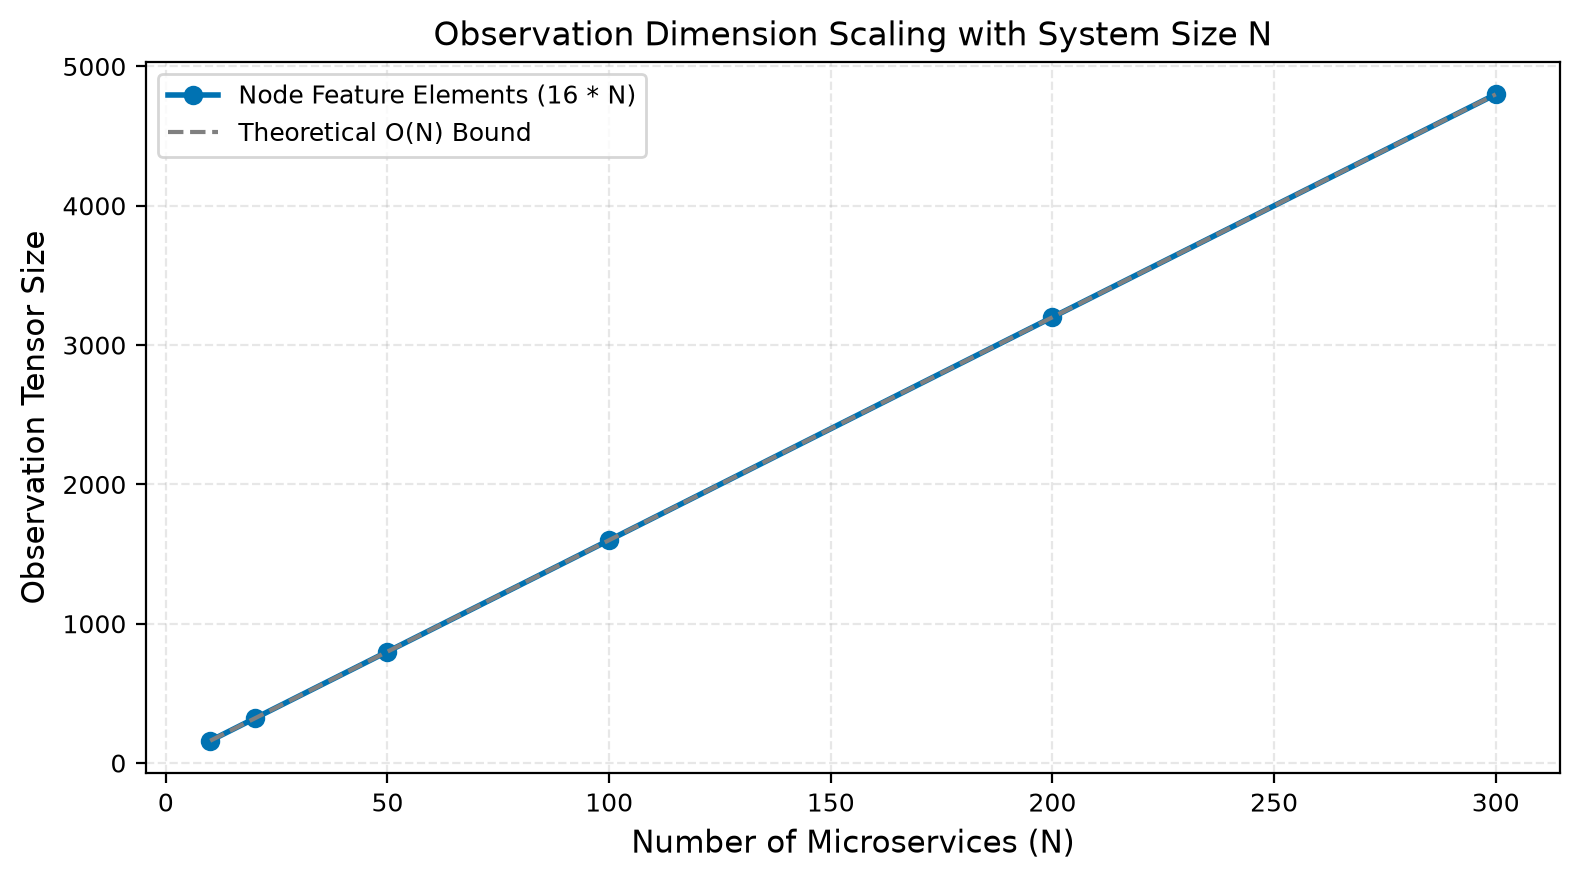 Observation Dimension Scaling with System Size N
Node Feature Elements (16 * N)
Theoretical O(N) Bound
Observation Tensor Size
5000
4000
3000
2000
1000
0
0 50 100 150 200 250 300
Number of Microservices (N)